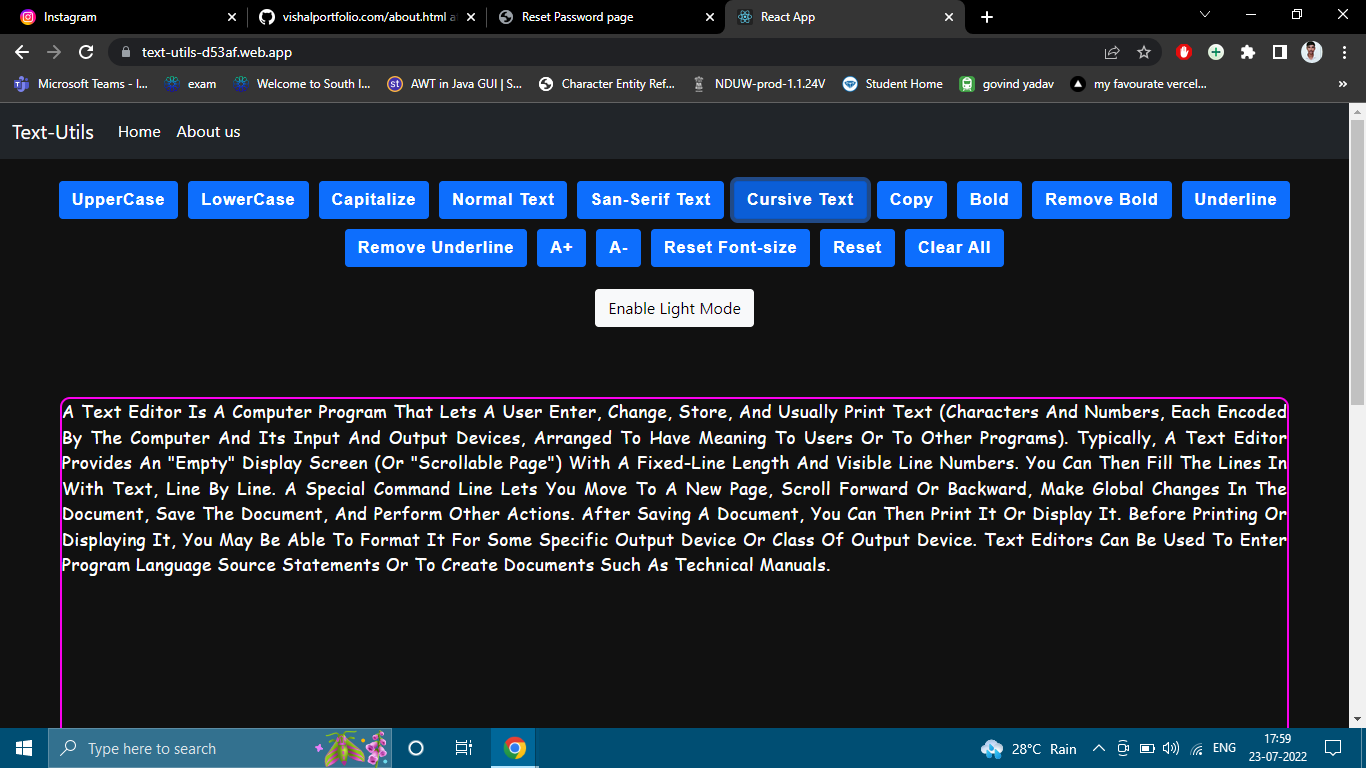 Instagram
vishalportfolio.com/about.html at
Reset Password page
React App
text-utils-d53af.web.app
Microsoft Teams - I...
exam
Welcome to South I...
AWT in Java GUI | S...
Character Entity Ref...
NDUW-prod-1.1.24V
Student Home
govind yadav
my favourate vercel...
»
Text-Utils Home About us
UpperCase LowerCase Capitalize Normal Text San-Serif Text Cursive Text Copy Bold Remove Bold Underline
Remove Underline A+ A- Reset Font-size Reset Clear All
Enable Light Mode
A Text Editor Is A Computer Program That Lets A User Enter, Change, Store, And Usually Print Text (Characters And Numbers, Each Encoded
By The Computer And Its Input And Output Devices, Arranged To Have Meaning To Users Or To Other Programs). Typically, A Text Editor
Provides An "Empty" Display Screen (Or "Scrollable Page") With A Fixed-Line Length And Visible Line Numbers. You Can Then Fill The Lines In
With Text, Line By Line. A Special Command Line Lets You Move To A New Page, Scroll Forward Or Backward, Make Global Changes In The
Document, Save The Document, And Perform Other Actions. After Saving A Document, You Can Then Print It Or Display It. Before Printing Or
Displaying It, You May Be Able To Format It For Some Specific Output Device Or Class Of Output Device. Text Editors Can Be Used To Enter
Program Language Source Statements Or To Create Documents Such As Technical Manuals.
Type here to search
28°C Rain
ENG
17:59
23-07-2022